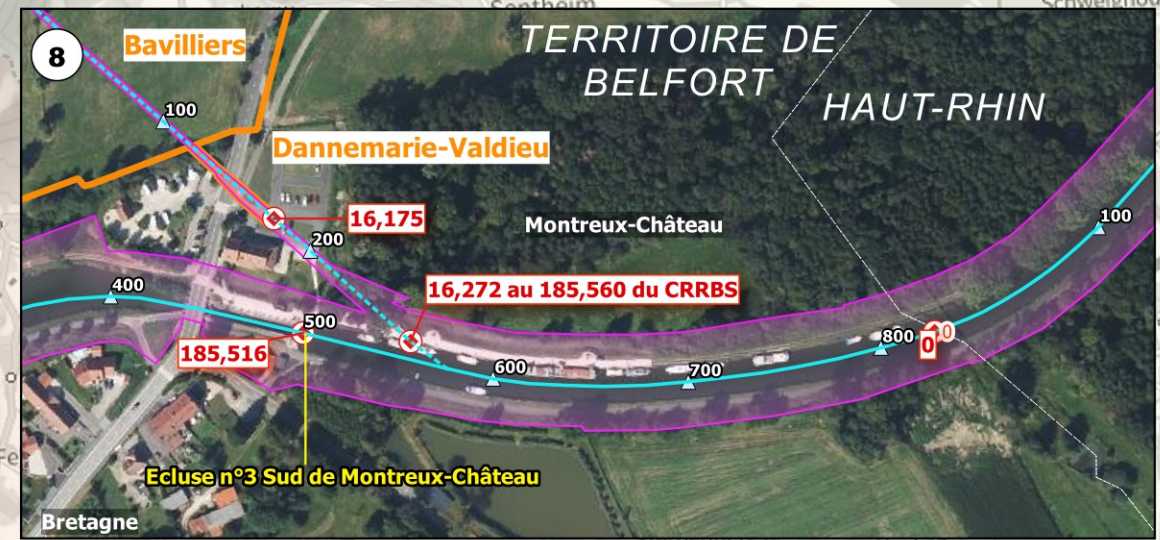 Sentheim
8
Bavilliers
TERRITOIRE DE
BELFORT
HAUT-RHIN
100
Dannemarie-Valdieu
16,175
200
Montreux-Château
100
400
16,272 au 185,560 du CRRBS
500
185,516
600
700
800
0
Ecluse n°3 Sud de Montreux-Château
Bretagne